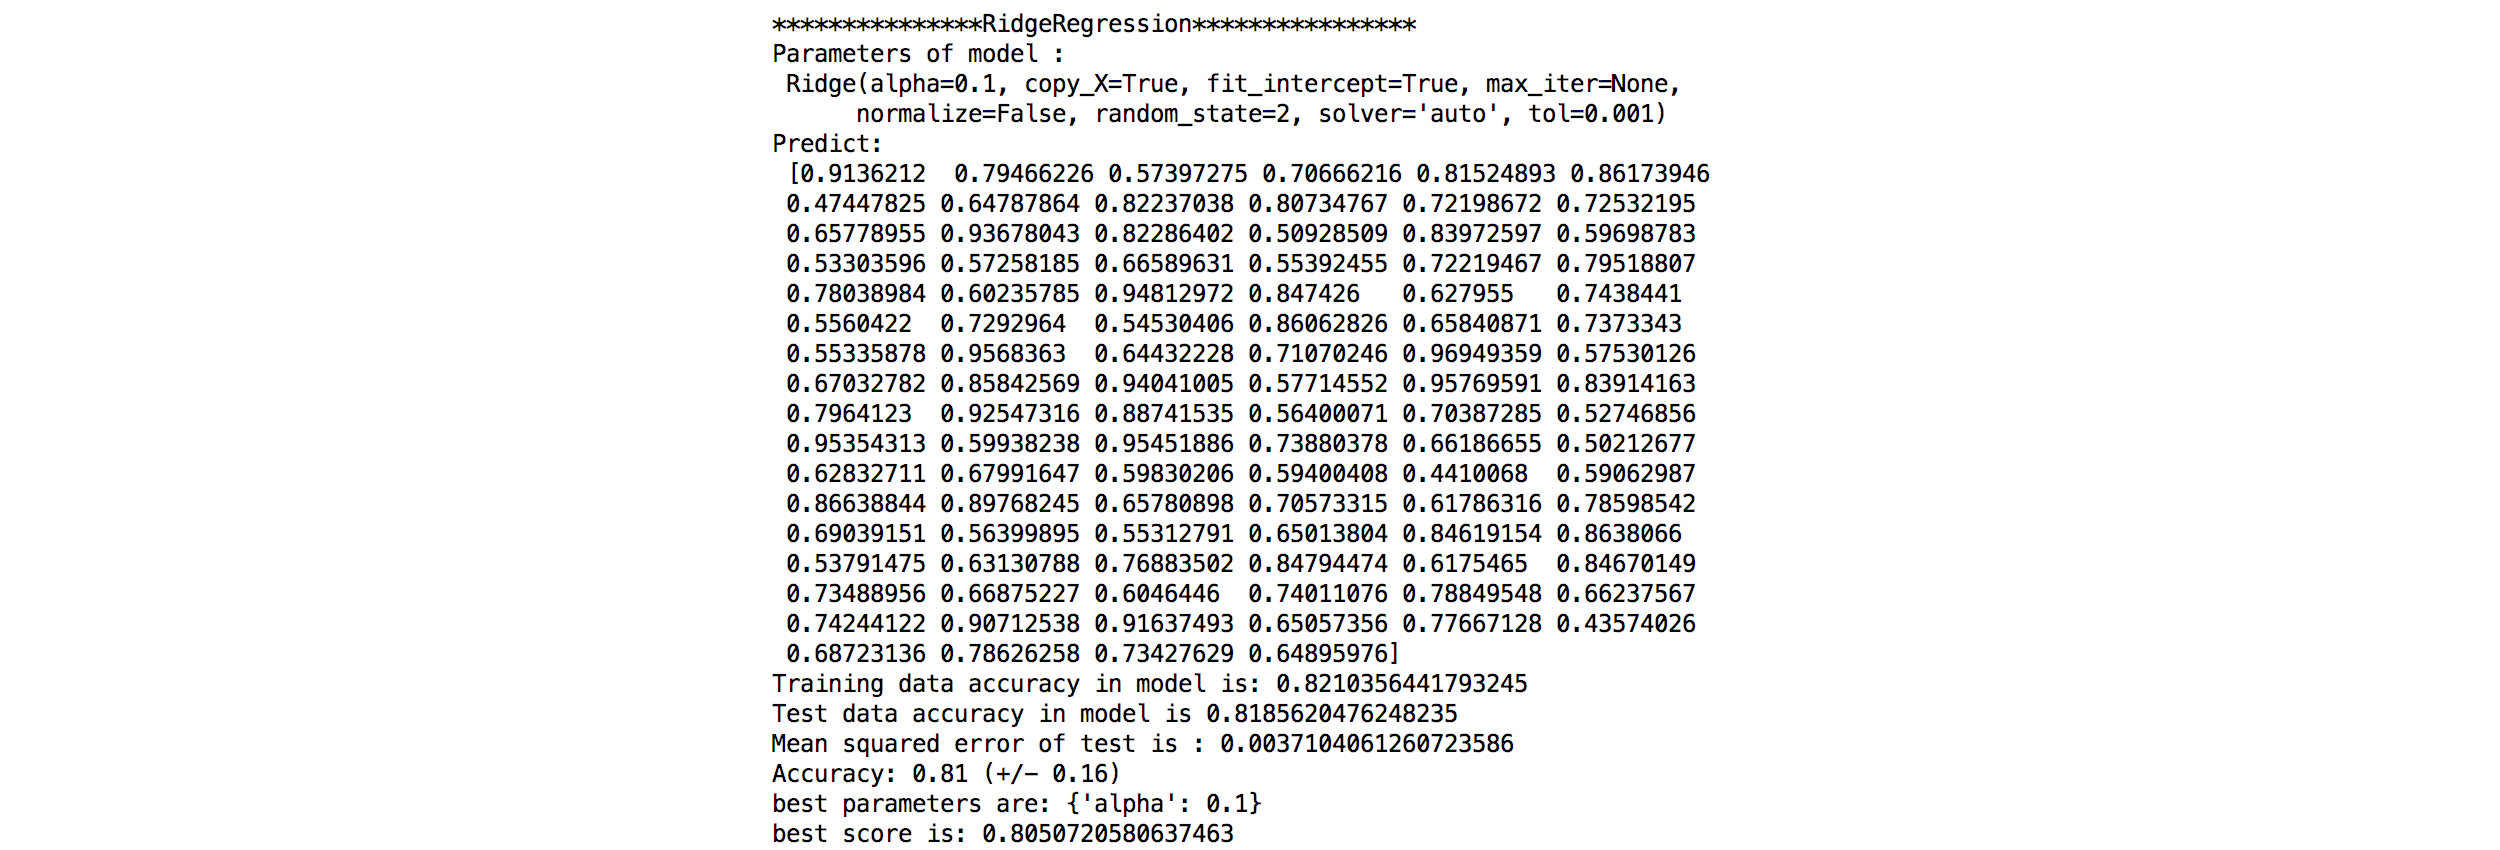 ***************RidgeRegression****************
Parameters of model :
 Ridge(alpha=0.1, copy_X=True, fit_intercept=True, max_iter=None,
      normalize=False, random_state=2, solver='auto', tol=0.001)
Predict:
 [0.9136212  0.79466226 0.57397275 0.70666216 0.81524893 0.86173946
 0.47447825 0.64787864 0.82237038 0.80734767 0.72198672 0.72532195
 0.65778955 0.93678043 0.82286402 0.50928509 0.83972597 0.59698783
 0.53303596 0.57258185 0.66589631 0.55392455 0.72219467 0.79518807
 0.78038984 0.60235785 0.94812972 0.847426   0.627955   0.7438441
 0.5560422  0.7292964  0.54530406 0.86062826 0.65840871 0.7373343
 0.55335878 0.9568363  0.64432228 0.71070246 0.96949359 0.57530126
 0.67032782 0.85842569 0.94041005 0.57714552 0.95769591 0.83914163
 0.7964123  0.92547316 0.88741535 0.56400071 0.70387285 0.52746856
 0.95354313 0.59938238 0.95451886 0.73880378 0.66186655 0.50212677
 0.62832711 0.67991647 0.59830206 0.59400408 0.4410068  0.59062987
 0.86638844 0.89768245 0.65780898 0.70573315 0.61786316 0.78598542
 0.69039151 0.56399895 0.55312791 0.65013804 0.84619154 0.8638066
 0.53791475 0.63130788 0.76883502 0.84794474 0.6175465  0.84670149
 0.73488956 0.66875227 0.6046446  0.74011076 0.78849548 0.66237567
 0.74244122 0.90712538 0.91637493 0.65057356 0.77667128 0.43574026
 0.68723136 0.78626258 0.73427629 0.64895976]
Training data accuracy in model is: 0.8210356441793245
Test data accuracy in model is 0.8185620476248235
Mean squared error of test is : 0.0037104061260723586
Accuracy: 0.81 (+/- 0.16)
best parameters are: {'alpha': 0.1}
best score is: 0.8050720580637463